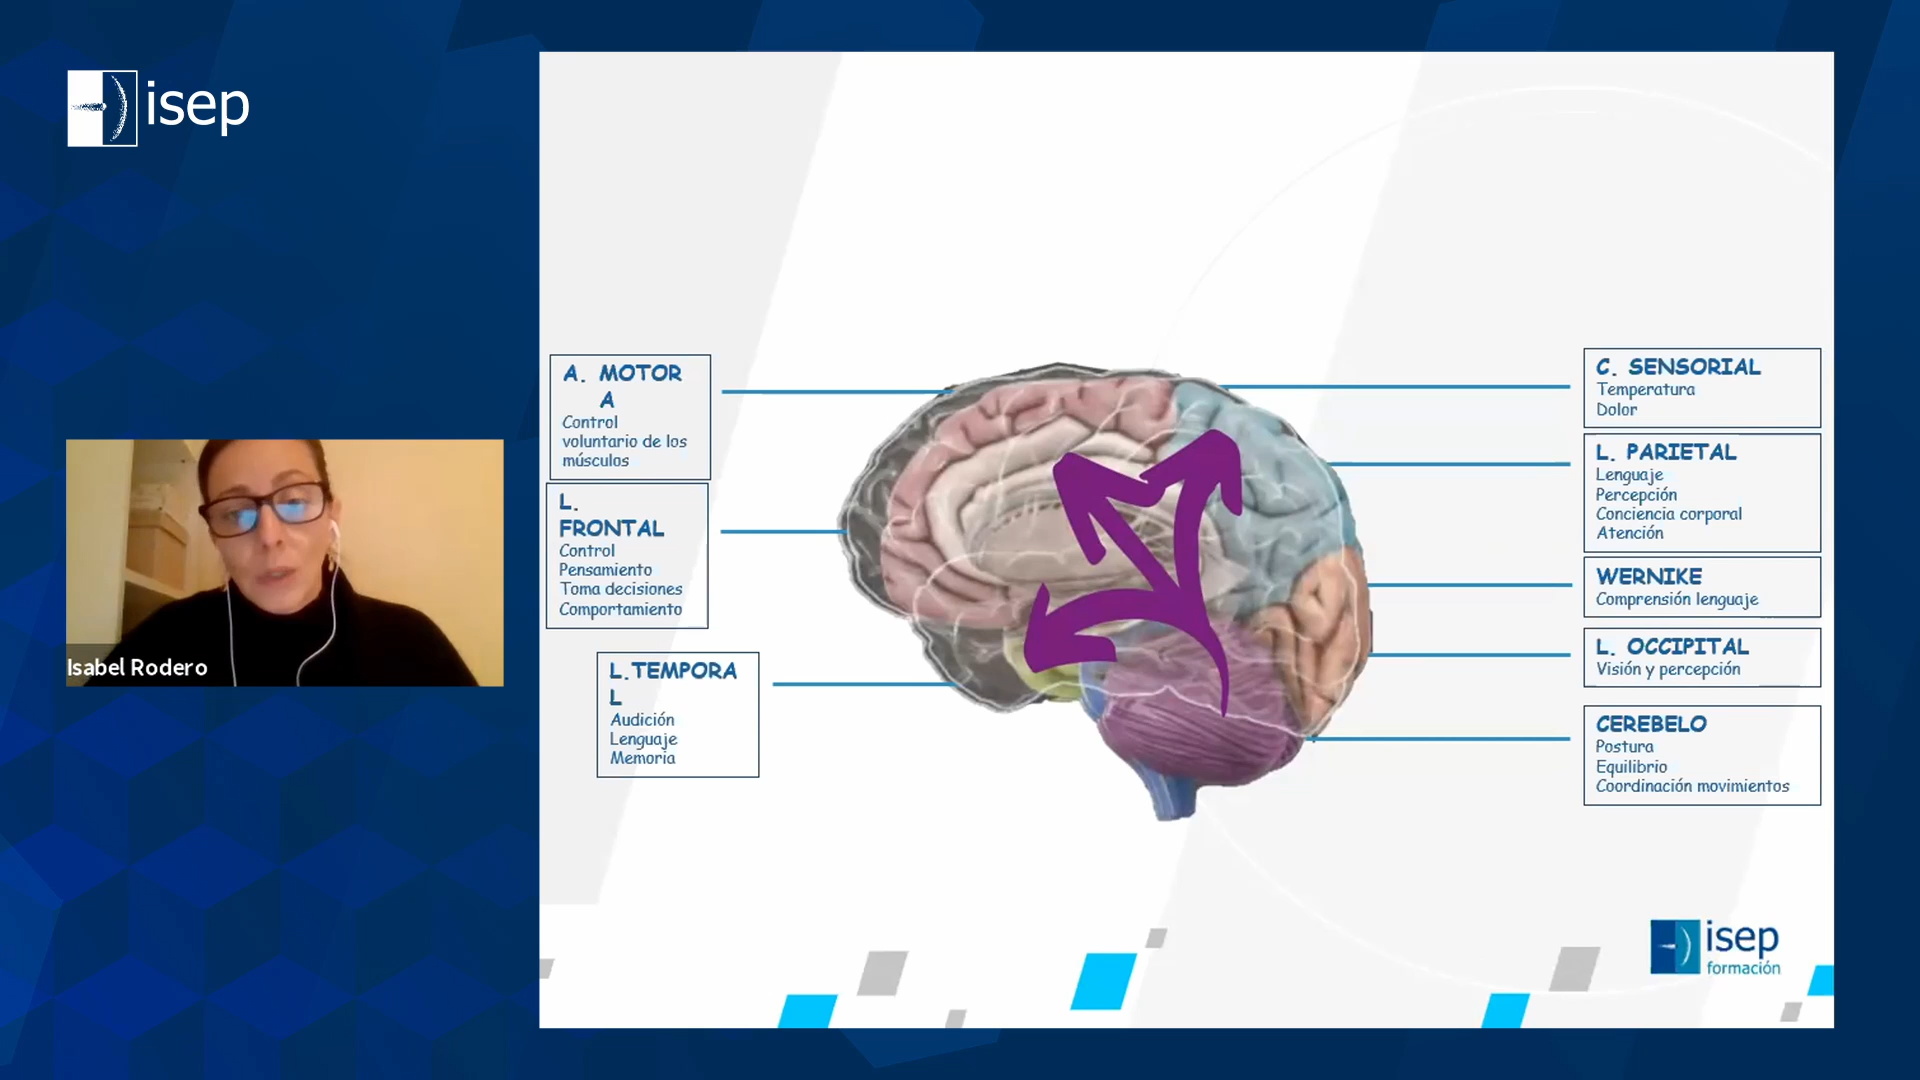 isep
A. MOTOR
A
Control
voluntario de los
músculos
L.
FRONTAL
Control
Pensamiento
Toma decisiones
Comportamiento
L.TEMPORA
L
Audición
Lenguaje
Memoria
C. SENSORIAL
Temperatura
Dolor
L. PARIETAL
Lenguaje
Percepción
Conciencia corporal
Atención
WERNIKE
Comprensión lenguaje
L. OCCIPITAL
Visión y percepción
CEREBELO
Postura
Equilibrio
Coordinación movimientos
Isabel Rodero
isep
formación